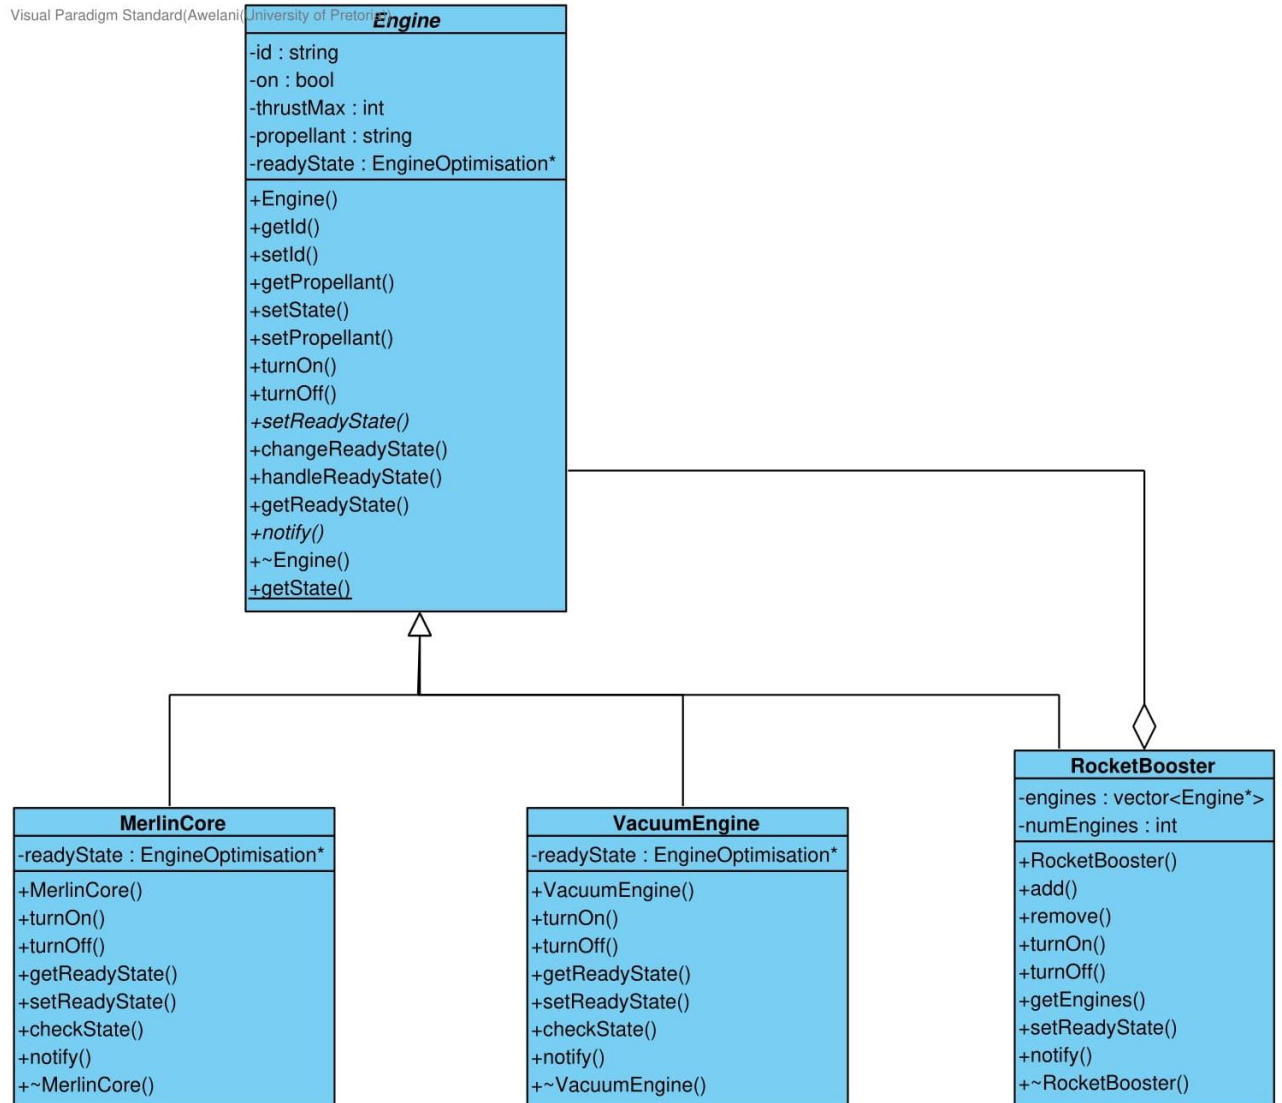 Visual Paradigm Standard(Awelani(University of Pretoria))
Engine
-id : string
-on : bool
-thrustMax : int
-propellant : string
-readyState : EngineOptimisation*
+Engine()
+getId()
+setId()
+getPropellant()
+setState()
+setPropellant()
+turnOn()
+turnOff()
+setReadyState()
+changeReadyState()
+handleReadyState()
+getReadyState()
+notify()
+~Engine()
+getState()
MerlinCore
-readyState : EngineOptimisation*
+MerlinCore()
+turnOn()
+turnOff()
+getReadyState()
+setReadyState()
+checkState()
+notify()
+~MerlinCore()
VacuumEngine
-readyState : EngineOptimisation*
+VacuumEngine()
+turnOn()
+turnOff()
+getReadyState()
+setReadyState()
+checkState()
+notify()
+~VacuumEngine()
RocketBooster
-engines : vector<Engine*>
-numEngines : int
+RocketBooster()
+add()
+remove()
+turnOn()
+turnOff()
+getEngines()
+setReadyState()
+notify()
+~RocketBooster()